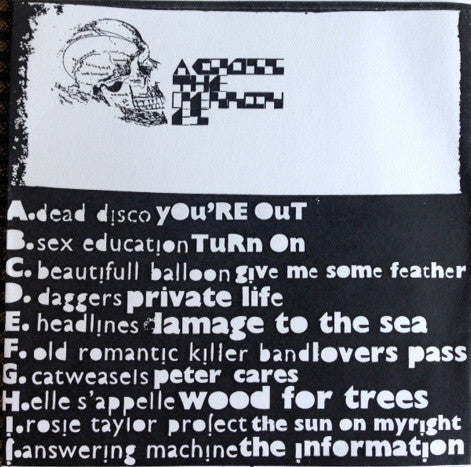 ACROSS
THE
A.dead disco YOU'RE OUT
B.sex education TuRn On
C.beautifull balloon give me some feather
D.daggers private life
E.headlines damage to the sea
F.old romantic killer band lovers pass
G.catweasels peter cares
H.elle s'appelle wood for trees
I.rosie taylor project the sun on my right
J.answering machine the information